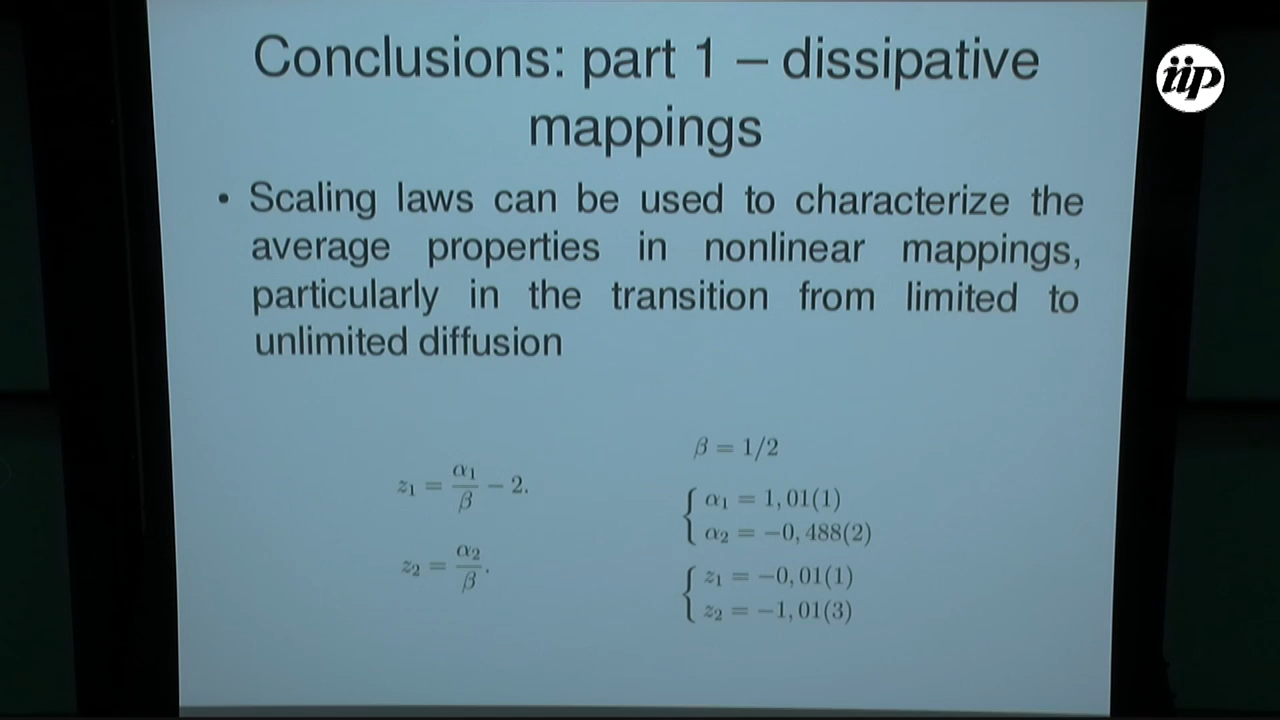 Conclusions: part 1 – dissipative
mappings
iip
• Scaling laws can be used to characterize the
average properties in nonlinear mappings,
particularly in the transition from limited to
unlimited diffusion
β = 1/2
z₁ = α₁/β − 2.
α₁ = 1,01(1)
α₂ = −0,488(2)
z₂ = α₂/β.
z₁ = −0,01(1)
z₂ = −1,01(3)